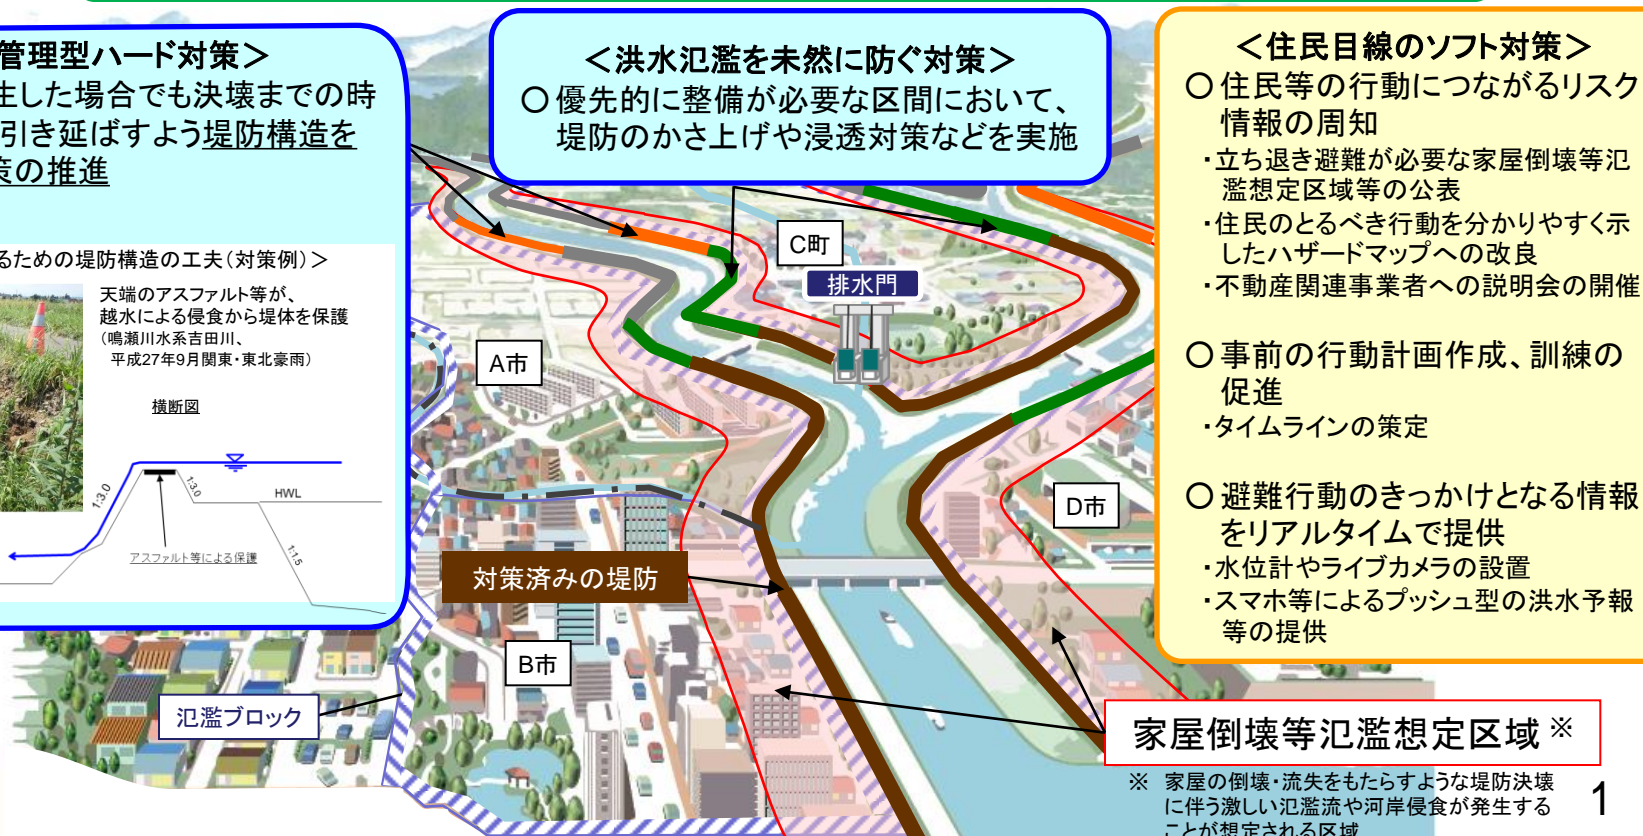 管理型ハード対策＞
生した場合でも決壊までの時
引き延ばすよう堤防構造を
策の推進
るための堤防構造の工夫(対策例)＞
天端のアスファルト等が、
越水による侵食から堤体を保護
(鳴瀬川水系吉田川、
平成27年9月関東・東北豪雨)
横断図
1:3.0
1:3.0
HWL
1:1.5
アスファルト等による保護
＜洪水氾濫を未然に防ぐ対策＞
○優先的に整備が必要な区間において、
堤防のかさ上げや浸透対策などを実施
C町
排水門
A市
D市
対策済みの堤防
B市
氾濫ブロック
＜住民目線のソフト対策＞
○住民等の行動につながるリスク
情報の周知
・立ち退き避難が必要な家屋倒壊等氾
濫想定区域等の公表
・住民のとるべき行動を分かりやすく示
したハザードマップへの改良
・不動産関連事業者への説明会の開催
○事前の行動計画作成、訓練の
促進
・タイムラインの策定
○避難行動のきっかけとなる情報
をリアルタイムで提供
・水位計やライブカメラの設置
・スマホ等によるプッシュ型の洪水予報
等の提供
家屋倒壊等氾濫想定区域※
※ 家屋の倒壊・流失をもたらすような堤防決壊
に伴う激しい氾濫流や河岸侵食が発生する
ことが想定される区域
1